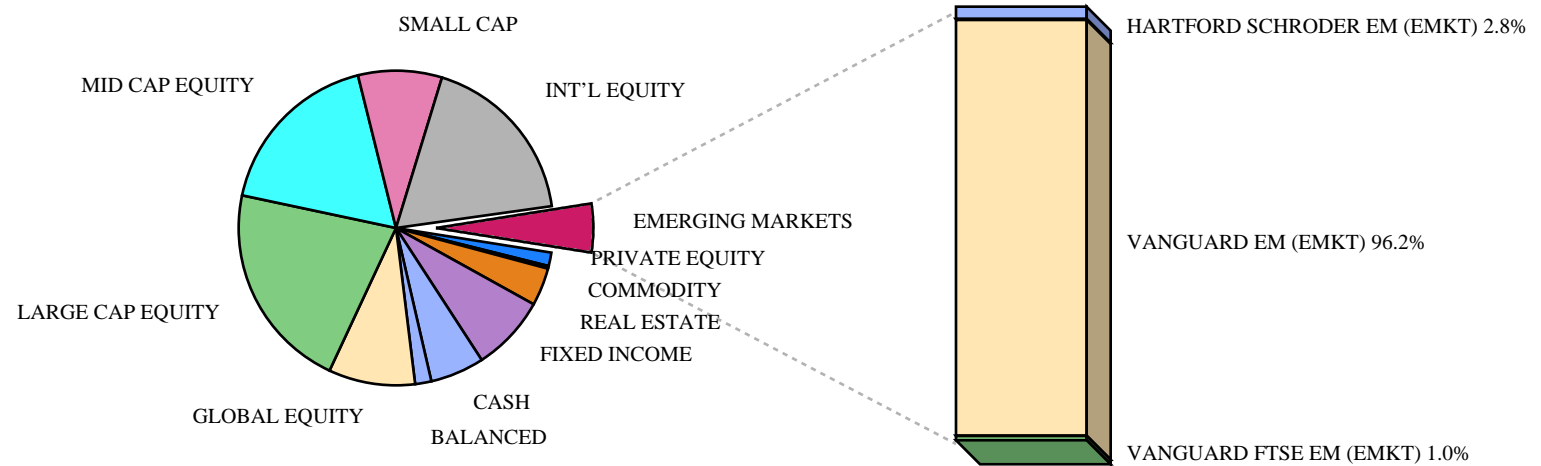 SMALL CAP
HARTFORD SCHRODER EM (EMKT) 2.8%
MID CAP EQUITY
INT'L EQUITY
EMERGING MARKETS
VANGUARD EM (EMKT) 96.2%
PRIVATE EQUITY
COMMODITY
LARGE CAP EQUITY
REAL ESTATE
FIXED INCOME
CASH
GLOBAL EQUITY
BALANCED
VANGUARD FTSE EM (EMKT) 1.0%